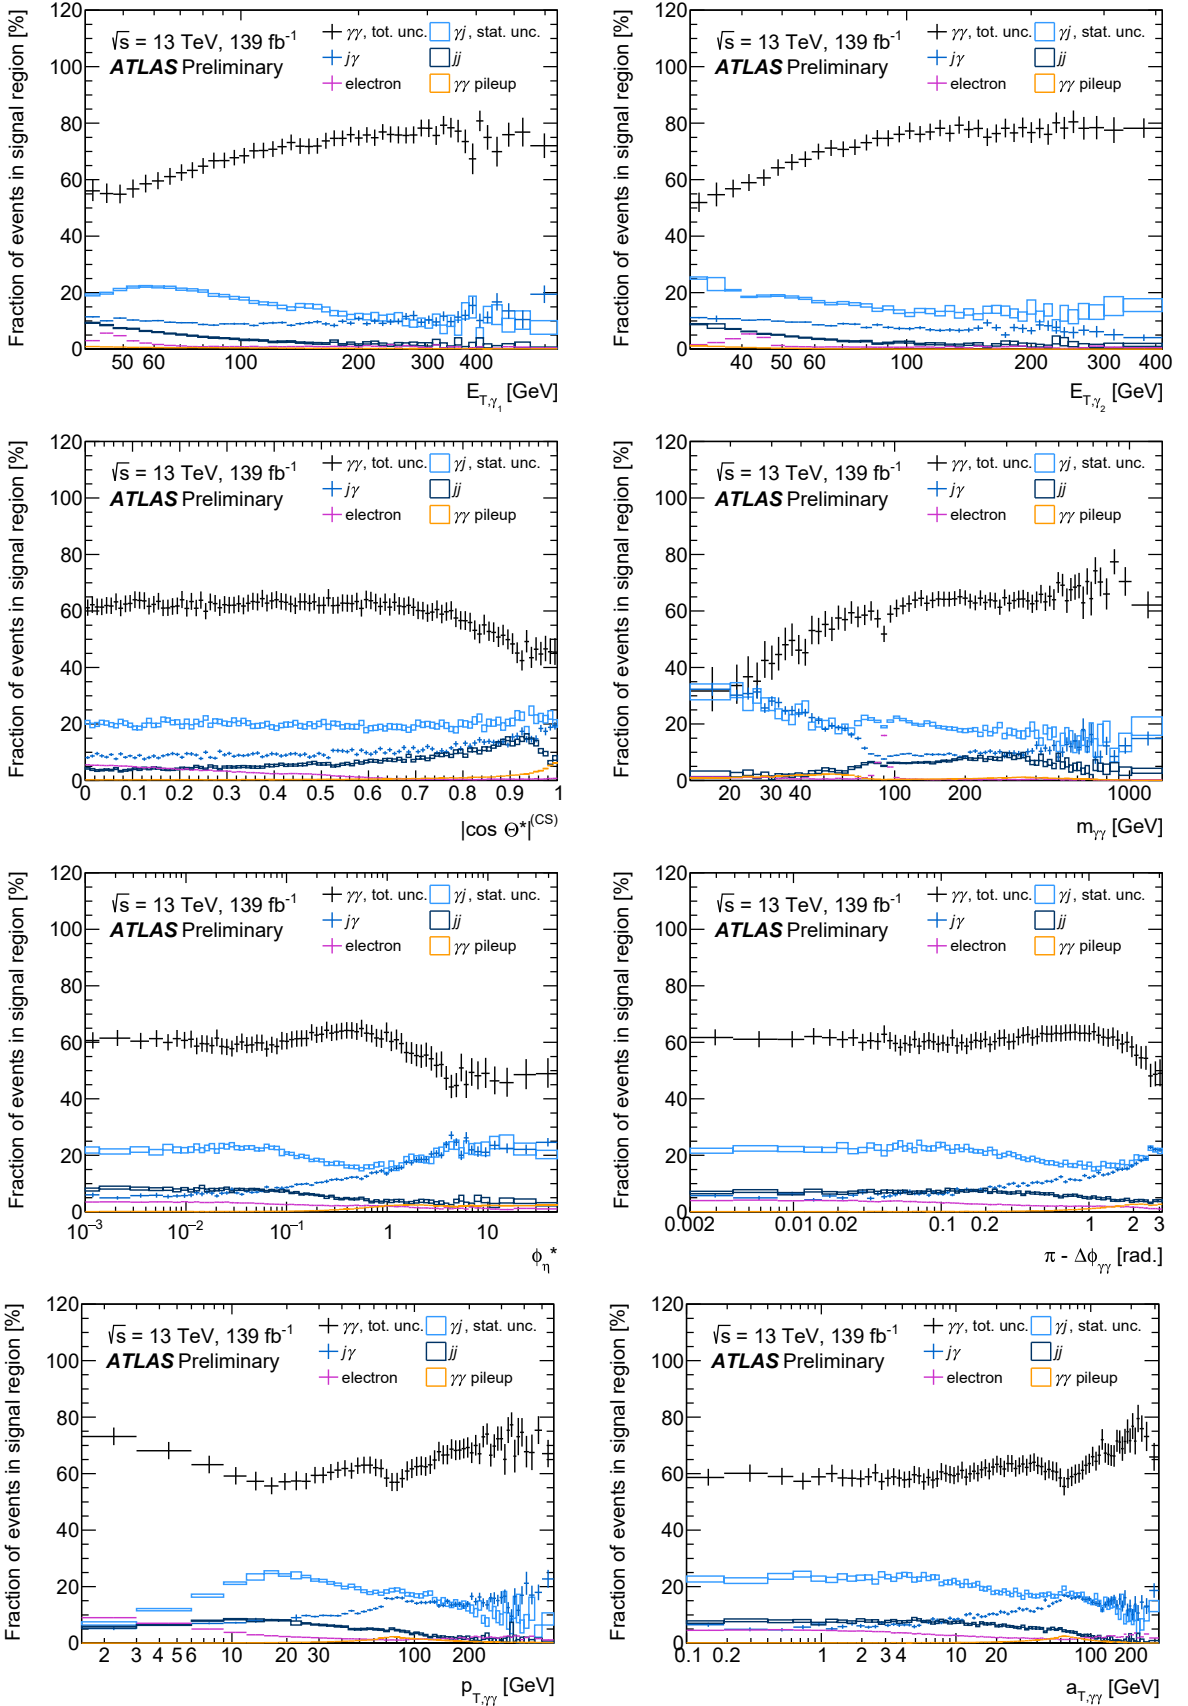 Fraction of events in signal region [%]
120
100
80
60
40
20
0
√s = 13 TeV, 139 fb-1
ATLAS Preliminary
γγ, tot. unc.
γj, stat. unc.
jγ
jj
electron
γγ pileup
50 60 100 200 300 400
E_T,γ1 [GeV]
Fraction of events in signal region [%]
120
100
80
60
40
20
0
√s = 13 TeV, 139 fb-1
ATLAS Preliminary
γγ, tot. unc.
γj, stat. unc.
jγ
jj
electron
γγ pileup
40 50 60 100 200 300 400
E_T,γ2 [GeV]
Fraction of events in signal region [%]
120
100
80
60
40
20
0
√s = 13 TeV, 139 fb-1
ATLAS Preliminary
γγ, tot. unc.
γj, stat. unc.
jγ
jj
electron
γγ pileup
0 0.1 0.2 0.3 0.4 0.5 0.6 0.7 0.8 0.9 1
|cos Θ*|(CS)
Fraction of events in signal region [%]
120
100
80
60
40
20
0
√s = 13 TeV, 139 fb-1
ATLAS Preliminary
γγ, tot. unc.
γj, stat. unc.
jγ
jj
electron
γγ pileup
20 30 40 100 200 1000
mγγ [GeV]
Fraction of events in signal region [%]
120
100
80
60
40
20
0
√s = 13 TeV, 139 fb-1
ATLAS Preliminary
γγ, tot. unc.
γj, stat. unc.
jγ
jj
electron
γγ pileup
10−3 10−2 10−1 1 10
ϕη*
Fraction of events in signal region [%]
120
100
80
60
40
20
0
√s = 13 TeV, 139 fb-1
ATLAS Preliminary
γγ, tot. unc.
γj, stat. unc.
jγ
jj
electron
γγ pileup
0.002 0.01 0.02 0.1 0.2 1 2 3
π - Δϕγγ [rad.]
Fraction of events in signal region [%]
120
100
80
60
40
20
0
√s = 13 TeV, 139 fb-1
ATLAS Preliminary
γγ, tot. unc.
γj, stat. unc.
jγ
jj
electron
γγ pileup
2 3 4 5 6 10 20 30 100 200
p_T,γγ [GeV]
Fraction of events in signal region [%]
120
100
80
60
40
20
0
√s = 13 TeV, 139 fb-1
ATLAS Preliminary
γγ, tot. unc.
γj, stat. unc.
jγ
jj
electron
γγ pileup
0.1 0.2 1 2 3 4 10 20 100 200
a_T,γγ [GeV]